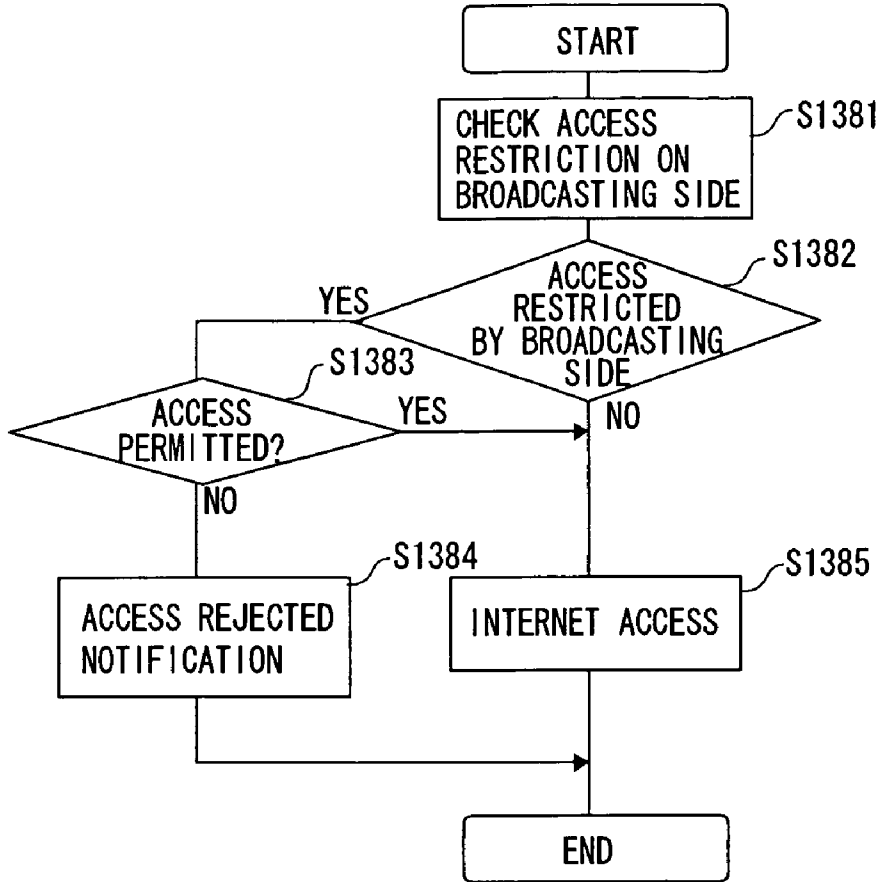 START
CHECK ACCESS
RESTRICTION ON
BROADCASTING SIDE
S1381
ACCESS
RESTRICTED
BY BROADCASTING
SIDE
S1382
YES
NO
S1383
ACCESS
PERMITTED?
YES
NO
S1384
ACCESS REJECTED
NOTIFICATION
S1385
INTERNET ACCESS
END